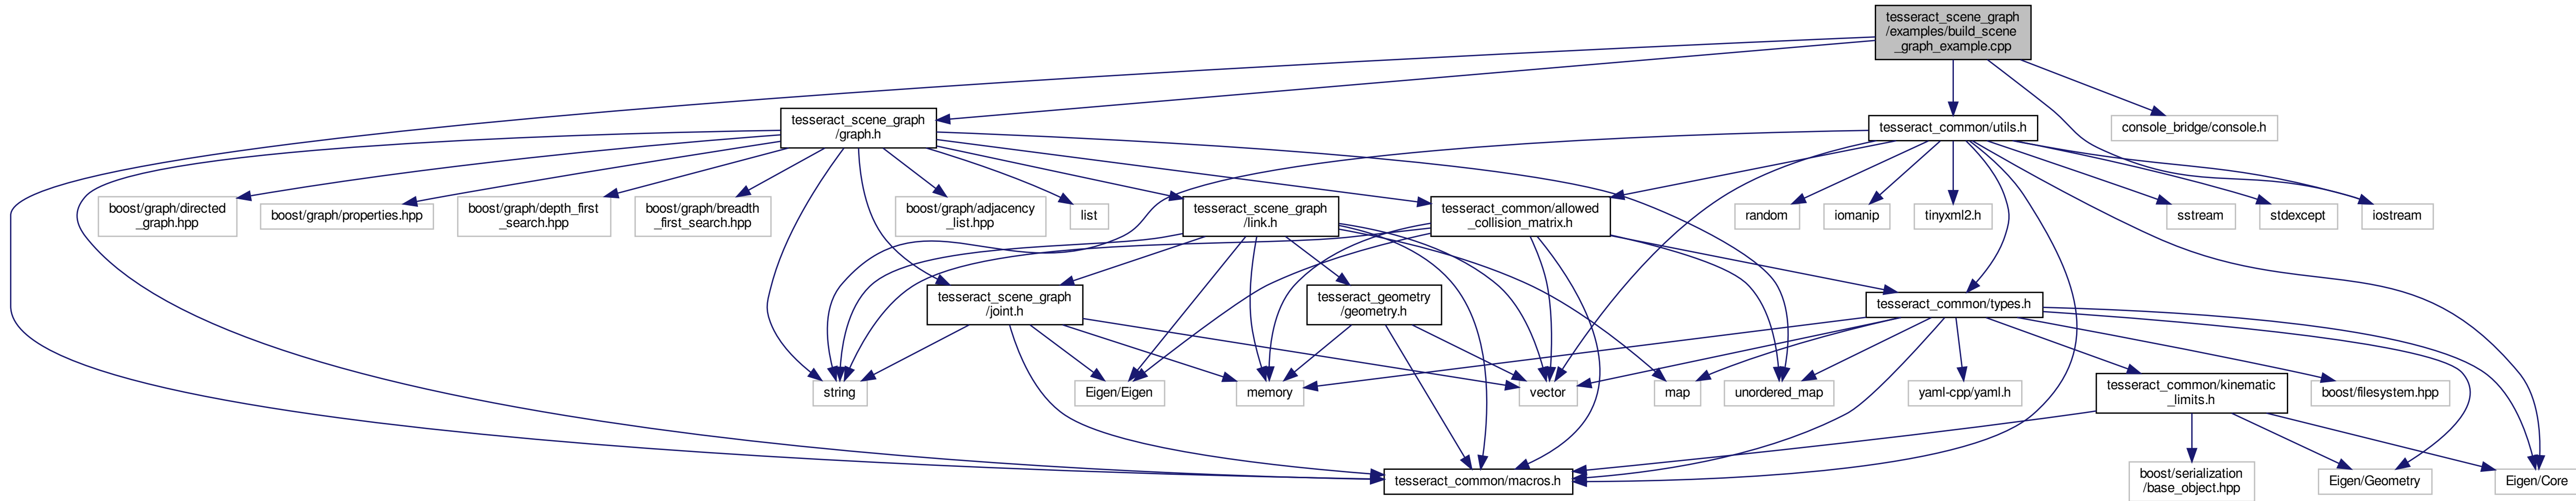 tesseract_scene_graph
/examples/build_scene
_graph_example.cpp
tesseract_scene_graph
/graph.h
tesseract_common/utils.h
console_bridge/console.h
boost/graph/directed
_graph.hpp
boost/graph/properties.hpp
boost/graph/depth_first
_search.hpp
boost/graph/breadth
_first_search.hpp
boost/graph/adjacency
_list.hpp
list
tesseract_scene_graph
/link.h
tesseract_common/allowed
_collision_matrix.h
random
iomanip
tinyxml2.h
sstream
stdexcept
iostream
tesseract_scene_graph
/joint.h
tesseract_geometry
/geometry.h
tesseract_common/types.h
string
Eigen/Eigen
memory
vector
map
unordered_map
yaml-cpp/yaml.h
tesseract_common/kinematic
_limits.h
boost/filesystem.hpp
tesseract_common/macros.h
boost/serialization
/base_object.hpp
Eigen/Geometry
Eigen/Core